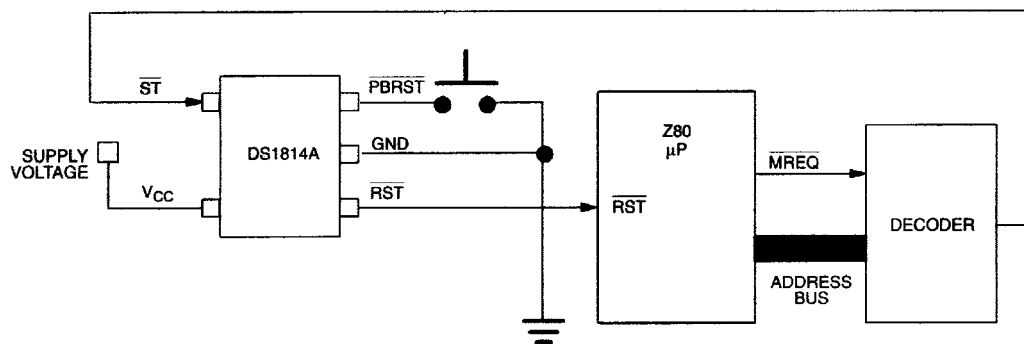 ST
PBRST
SUPPLY
VOLTAGE
DS1814A
GND
VCC
RST
Z80
µP
RST
MREQ
DECODER
ADDRESS
BUS